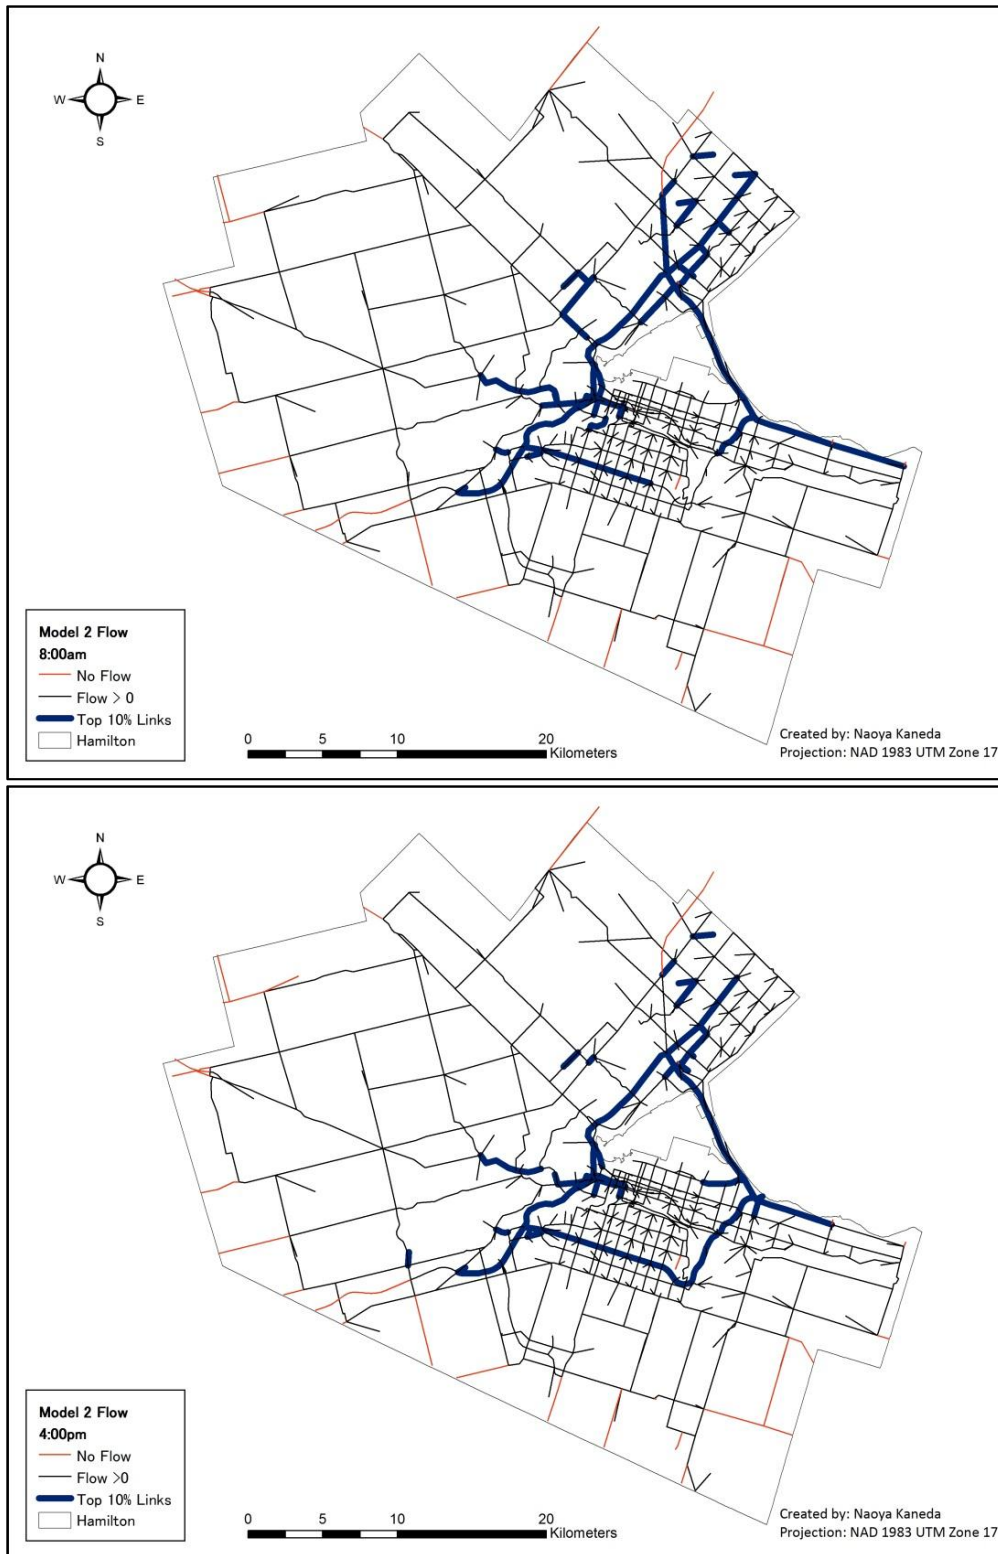 N
W E
S
Model 2 Flow
8:00am
No Flow
Flow > 0
Top 10% Links
Hamilton
0 5 10 20
Kilometers
Created by: Naoya Kaneda
Projection: NAD 1983 UTM Zone 17
N
W E
S
Model 2 Flow
4:00pm
No Flow
Flow >0
Top 10% Links
Hamilton
0 5 10 20
Kilometers
Created by: Naoya Kaneda
Projection: NAD 1983 UTM Zone 17